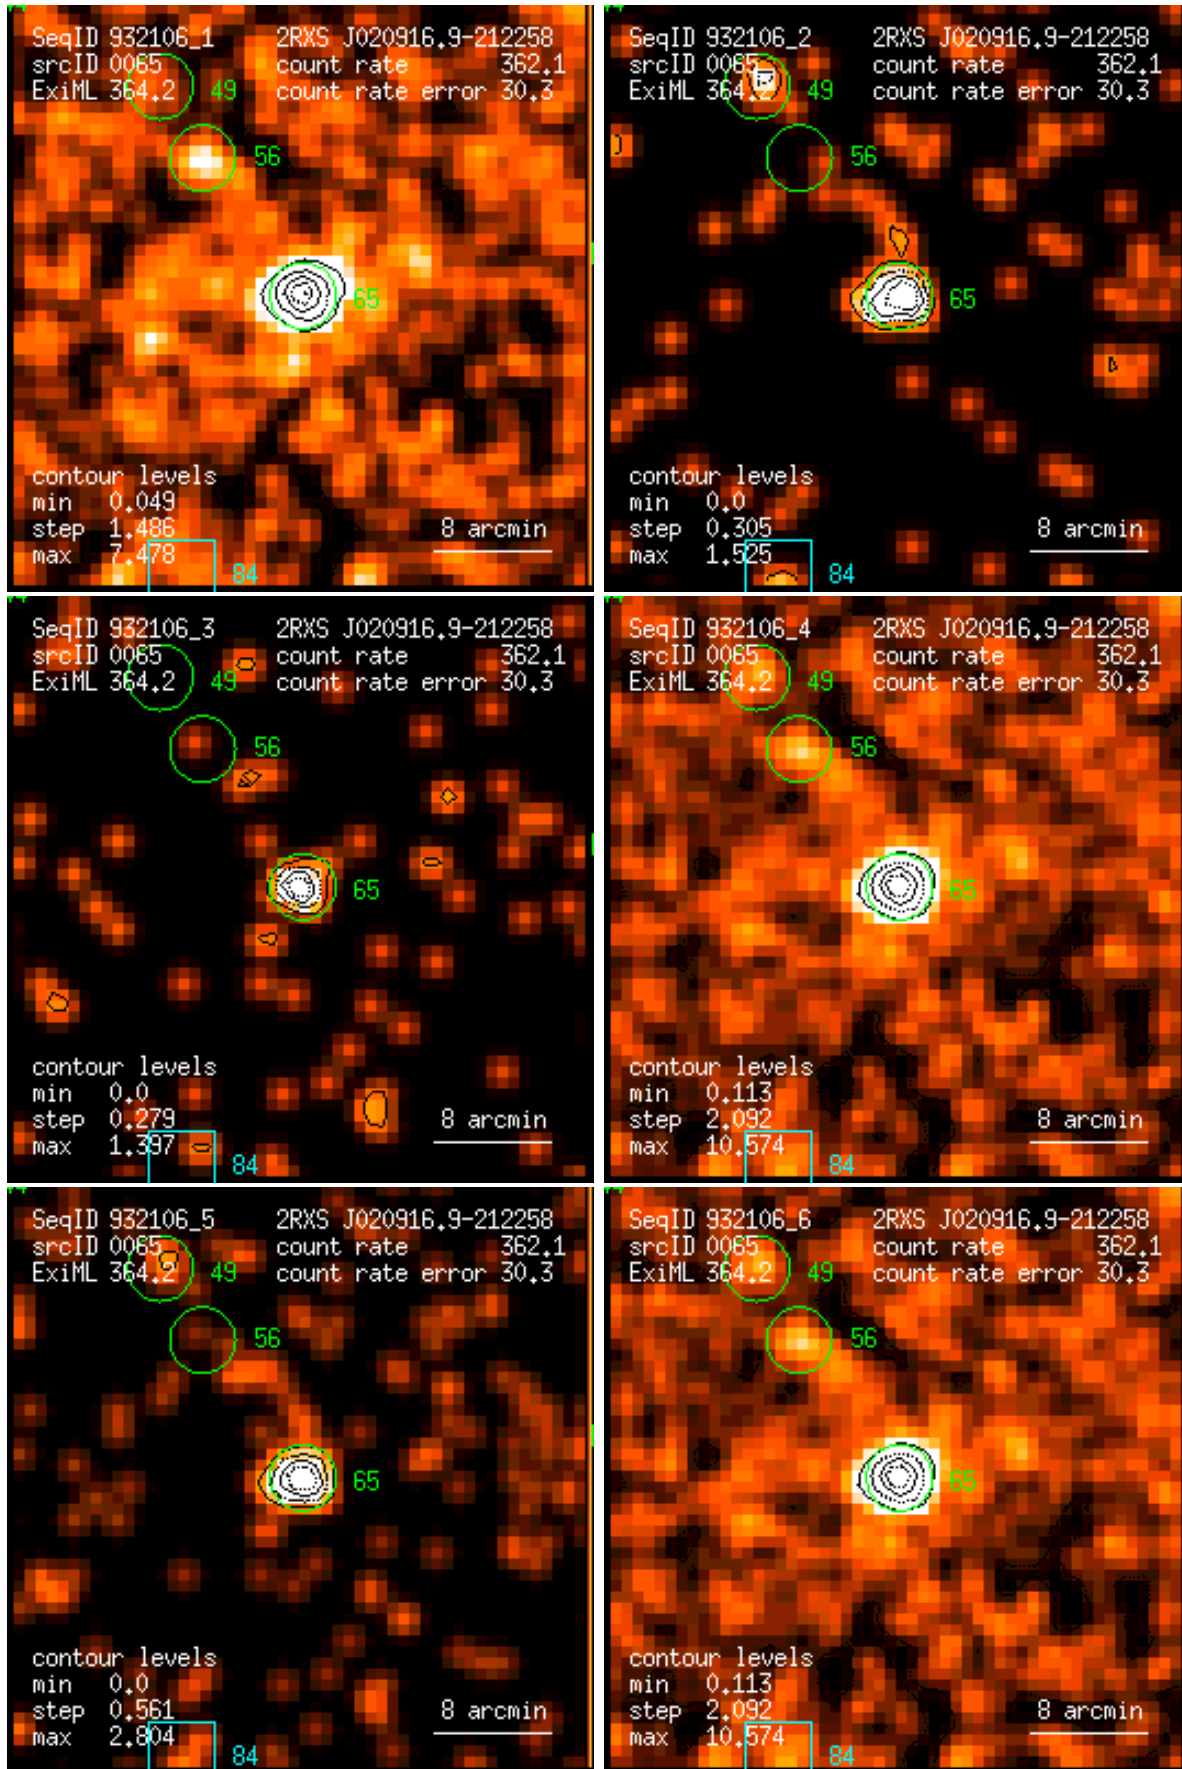 SeqID 932106_1 2RXS J020916.9-212258
srcID 0065 count rate 362.1
ExiML 364.2 49 count rate error 30.3
56
65
contour levels
min 0.049
step 1.486 8 arcmin
max 7.478
84
SeqID 932106_2 2RXS J020916.9-212258
srcID 0065 count rate 362.1
ExiML 364.2 49 count rate error 30.3
56
65
contour levels
min 0.0
step 0.305 8 arcmin
max 1.525
84
SeqID 932106_3 2RXS J020916.9-212258
srcID 0065 count rate 362.1
ExiML 364.2 49 count rate error 30.3
56
65
contour levels
min 0.0
step 0.279 8 arcmin
max 1.397
84
SeqID 932106_4 2RXS J020916.9-212258
srcID 0065 count rate 362.1
ExiML 364.2 49 count rate error 30.3
56
65
contour levels
min 0.113
step 2.092 8 arcmin
max 10.574
84
SeqID 932106_5 2RXS J020916.9-212258
srcID 0065 count rate 362.1
ExiML 364.2 49 count rate error 30.3
56
65
contour levels
min 0.0
step 0.561 8 arcmin
max 2.804
84
SeqID 932106_6 2RXS J020916.9-212258
srcID 0065 count rate 362.1
ExiML 364.2 49 count rate error 30.3
56
65
contour levels
min 0.113
step 2.092 8 arcmin
max 10.574
84